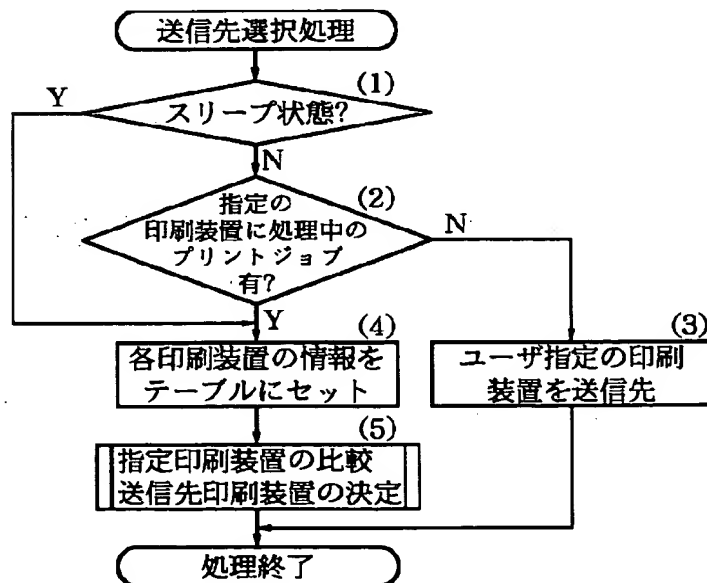 送信先選択処理
(1)
Y
スリープ状態?
N
(2)
指定の
印刷装置に処理中の
プリントジョブ
有?
N
Y
(4)
各印刷装置の情報を
テーブルにセット
(3)
ユーザ指定の印刷
装置を送信先
(5)
指定印刷装置の比較
送信先印刷装置の決定
処理終了